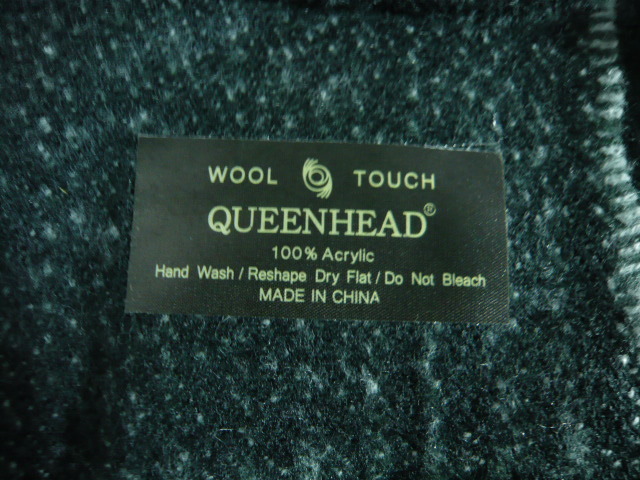 WOOL TOUCH
QUEENHEAD®
100% Acrylic
Hand Wash / Reshape Dry Flat / Do Not Bleach
MADE IN CHINA